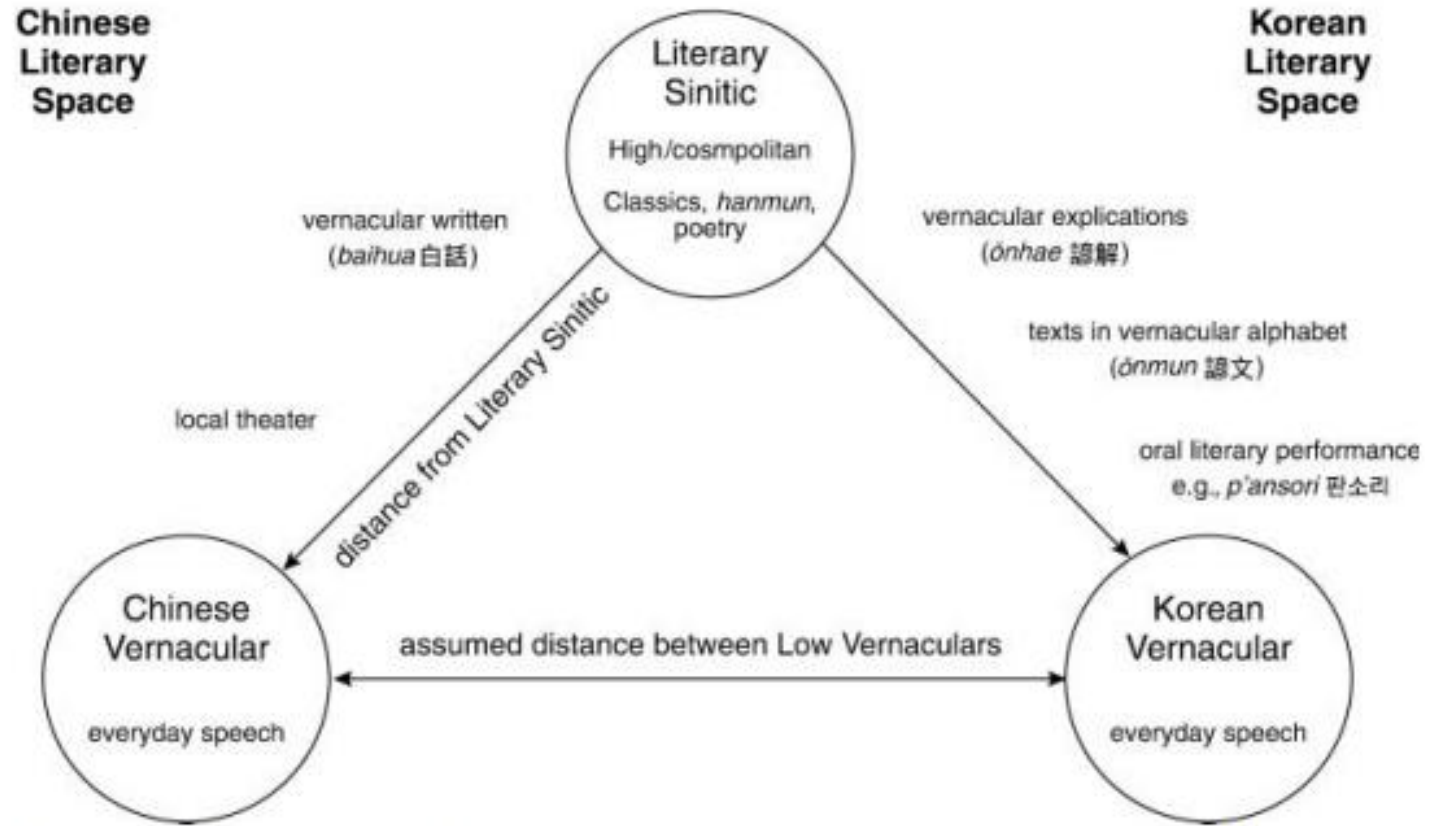 Chinese
Literary
Space
Korean
Literary
Space
Literary
Sinitic
High/cosmpolitan
Classics, hanmun,
poetry
vernacular written
(baihua 白話)
vernacular explications
(ŏnhae 諺解)
texts in vernacular alphabet
(ŏnmun 諺文)
local theater
distance from Literary Sinitic
oral literary performance
e.g., p'ansori 판소리
Chinese
Vernacular
everyday speech
assumed distance between Low Vernaculars
Korean
Vernacular
everyday speech